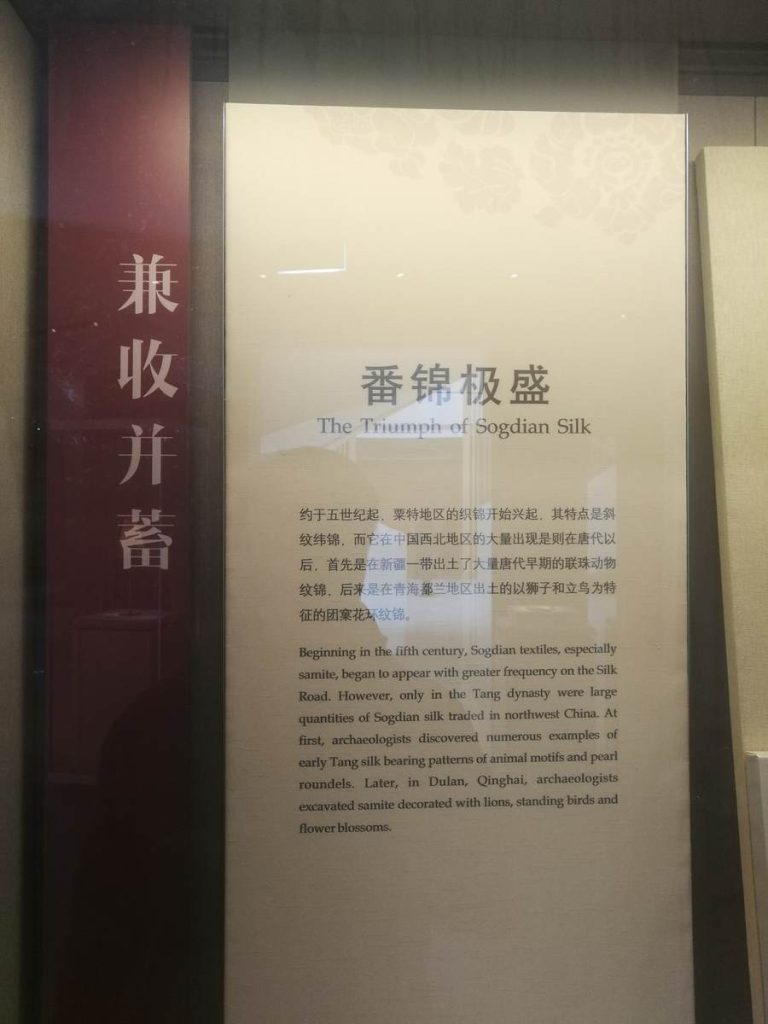 兼收并蓄
番锦极盛
The Triumph of Sogdian Silk
约于五世纪起，粟特地区的织锦开始兴起，其特点是斜
纹纬锦，而它在中国西北地区的大量出现是则在唐代以
后，首先是在新疆一带出土了大量唐代早期的联珠动物
纹锦，后来是在青海都兰地区出土的以狮子和立鸟为特
征的团窠花环纹锦。
Beginning in the fifth century, Sogdian textiles, especially
samite, began to appear with greater frequency on the Silk
Road. However, only in the Tang dynasty were large
quantities of Sogdian silk traded in northwest China. At
first, archaeologists discovered numerous examples of
early Tang silk bearing patterns of animal motifs and pearl
roundels. Later, in Dulan, Qinghai, archaeologists
excavated samite decorated with lions, standing birds and
flower blossoms.